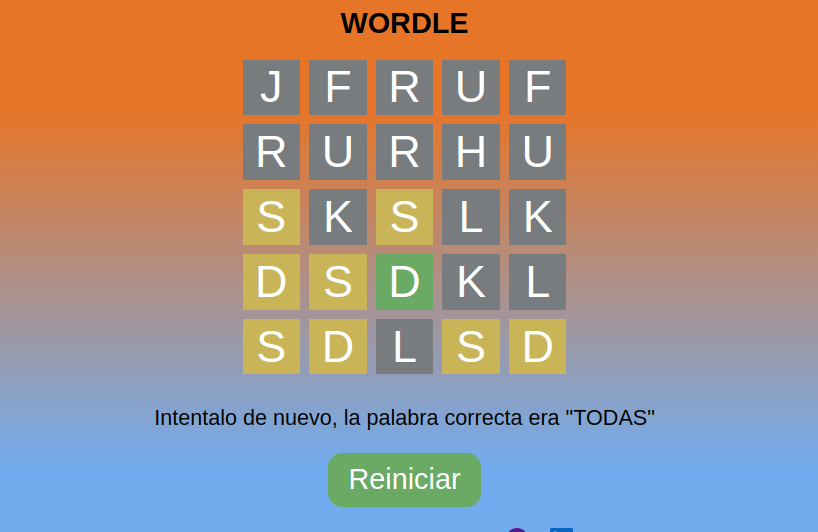 WORDLE
J F R U F
R U R H U
S K S L K
D S D K L
S D L S D
Intentalo de nuevo, la palabra correcta era "TODAS"
Reiniciar